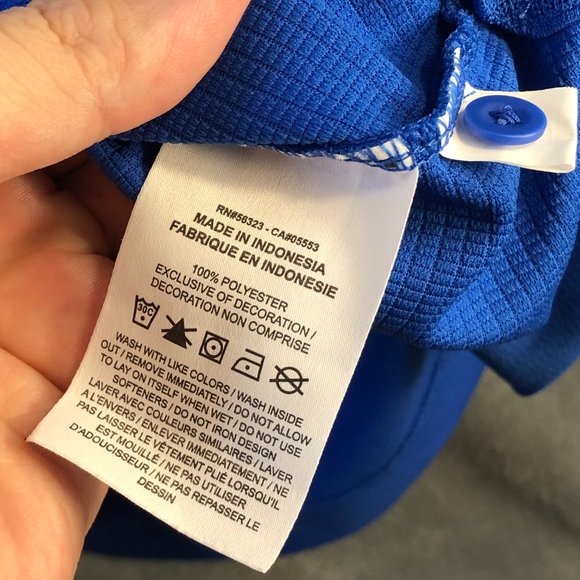 RN#56323 - CA#05553
MADE IN INDONESIA
FABRIQUE EN INDONESIE
100% POLYESTER
EXCLUSIVE OF DECORATION /
DECORATION NON COMPRISE
30C
WASH WITH LIKE COLORS / WASH INSIDE
OUT / REMOVE IMMEDIATELY / DO NOT ALLOW
TO LAY ON ITSELF WHEN WET / DO NOT USE
SOFTENERS / DO NOT IRON DESIGN
LAVER AVEC COULEURS SIMILAIRES / LAVER
A L'ENVERS / ENLEVER IMMEDIATEMENT / NE
PAS LAISSER LE VÊTEMENT PLIÉ LORSQU'IL
EST MOUILLÉ / NE PAS UTILISER
D'ADOUCISSEUR / NE PAS REPASSER LE
DESSIN